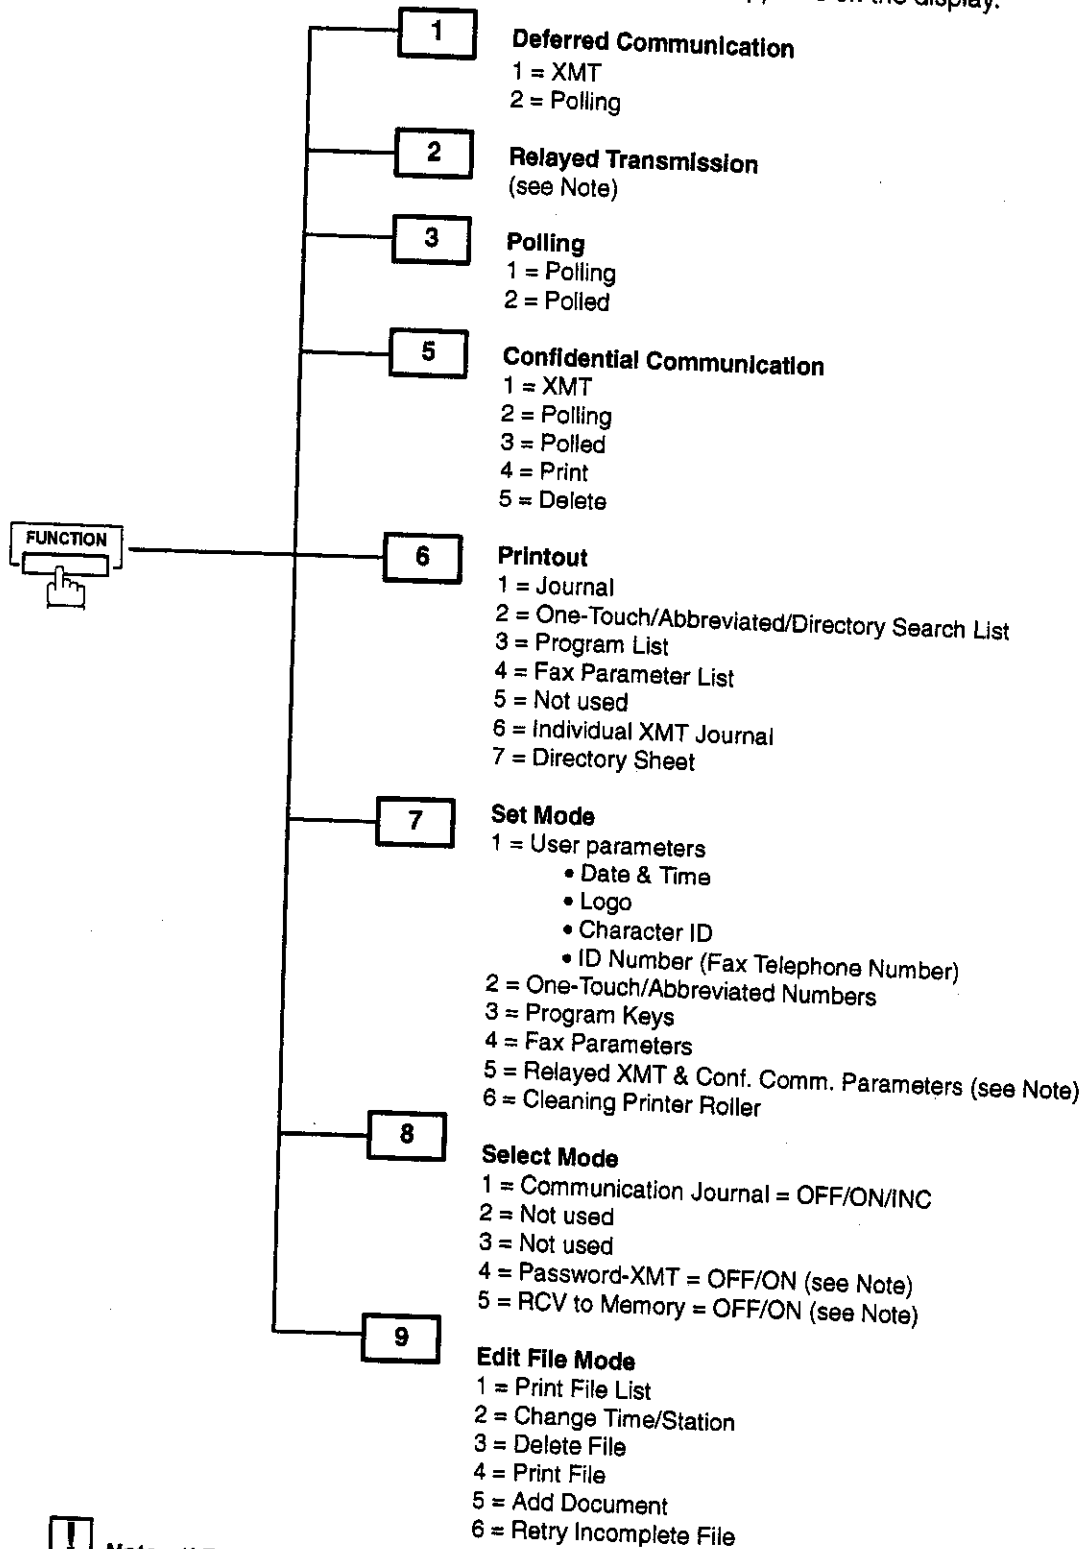 on the display.
1
Deferred Communication
1 = XMT
2 = Polling
2
Relayed Transmission
(see Note)
3
Polling
1 = Polling
2 = Polled
5
Confidential Communication
1 = XMT
2 = Polling
3 = Polled
4 = Print
5 = Delete
FUNCTION
6
Printout
1 = Journal
2 = One-Touch/Abbreviated/Directory Search List
3 = Program List
4 = Fax Parameter List
5 = Not used
6 = Individual XMT Journal
7 = Directory Sheet
7
Set Mode
1 = User parameters
• Date & Time
• Logo
• Character ID
• ID Number (Fax Telephone Number)
2 = One-Touch/Abbreviated Numbers
3 = Program Keys
4 = Fax Parameters
5 = Relayed XMT & Conf. Comm. Parameters (see Note)
6 = Cleaning Printer Roller
8
Select Mode
1 = Communication Journal = OFF/ON/INC
2 = Not used
3 = Not used
4 = Password-XMT = OFF/ON (see Note)
5 = RCV to Memory = OFF/ON (see Note)
9
Edit File Mode
1 = Print File List
2 = Change Time/Station
3 = Delete File
4 = Print File
5 = Add Document
6 = Retry Incomplete File
!